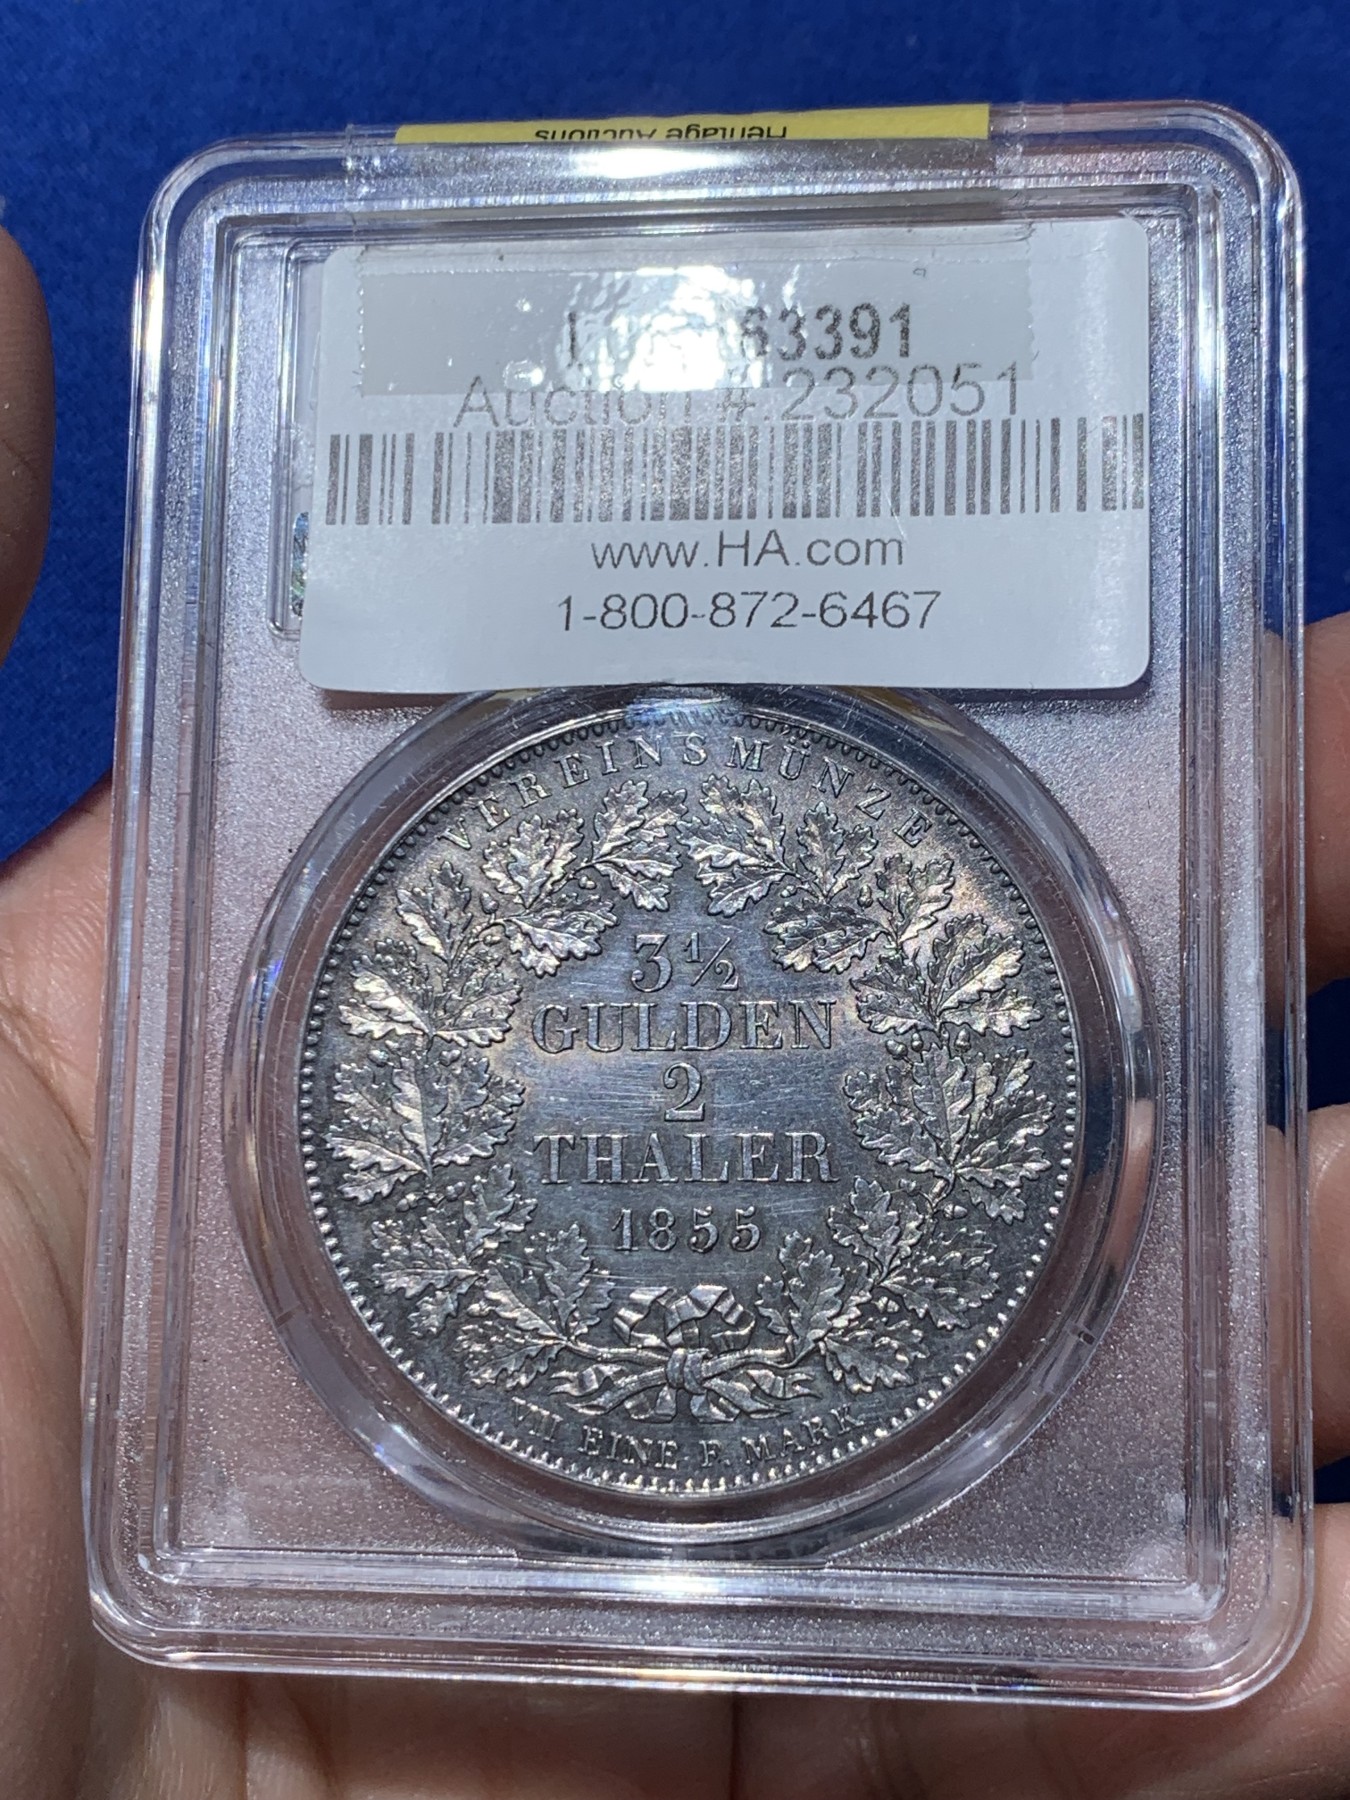 Heritage Auctions
63391
Auction #: 232051
www.HA.com
1-800-872-6467
VEREINSMÜNZE
3½
GULDEN
2
THALER
1855
VII EINE F. MARK